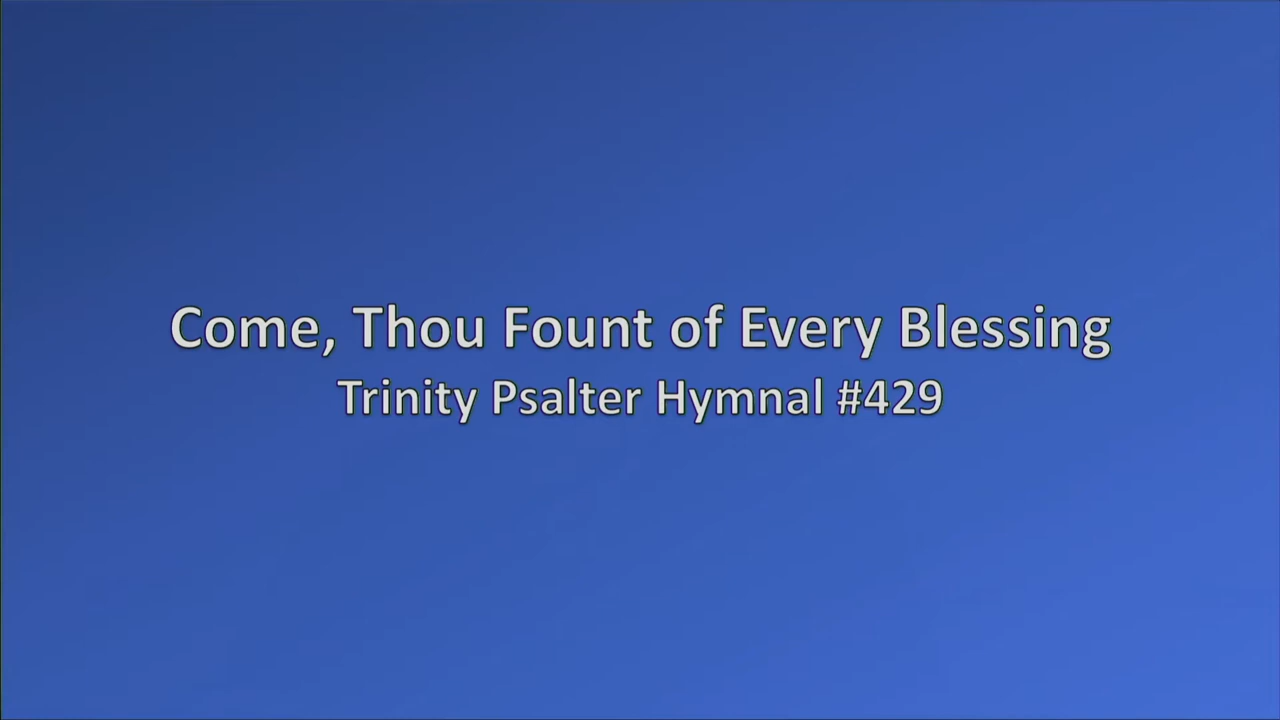 Come, Thou Fount of Every Blessing
Trinity Psalter Hymnal #429